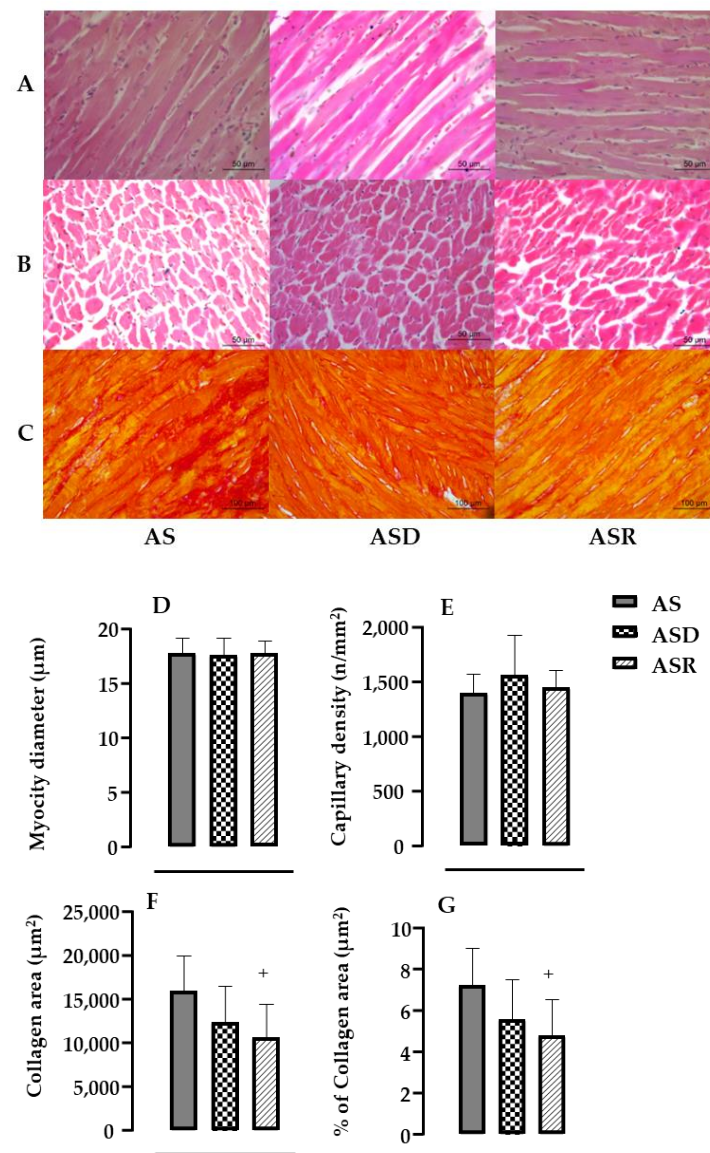 A
50 µm
50 µm
50 µm
B
50 µm
50 µm
50 µm
C
100 µm
100 µm
100 µm
AS
ASD
ASR
D
Myocity diameter (µm)
20
15
10
5
0
E
Capillary density (n/mm²)
2,000
1,500
1,000
500
0
AS
ASD
ASR
F
Collagen area (µm²)
25,000
20,000
15,000
10,000
5,000
0
+
G
% of Collagen area (µm²)
10
8
6
4
2
0
+